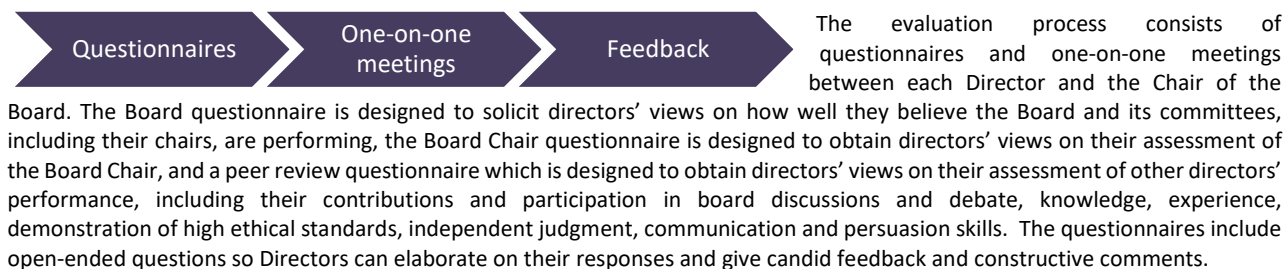 Questionnaires
One-on-one
meetings
Feedback
The evaluation process consists of
questionnaires and one-on-one meetings
between each Director and the Chair of the
Board. The Board questionnaire is designed to solicit directors’ views on how well they believe the Board and its committees,
including their chairs, are performing, the Board Chair questionnaire is designed to obtain directors’ views on their assessment of
the Board Chair, and a peer review questionnaire which is designed to obtain directors’ views on their assessment of other directors’
performance, including their contributions and participation in board discussions and debate, knowledge, experience,
demonstration of high ethical standards, independent judgment, communication and persuasion skills. The questionnaires include
open-ended questions so Directors can elaborate on their responses and give candid feedback and constructive comments.